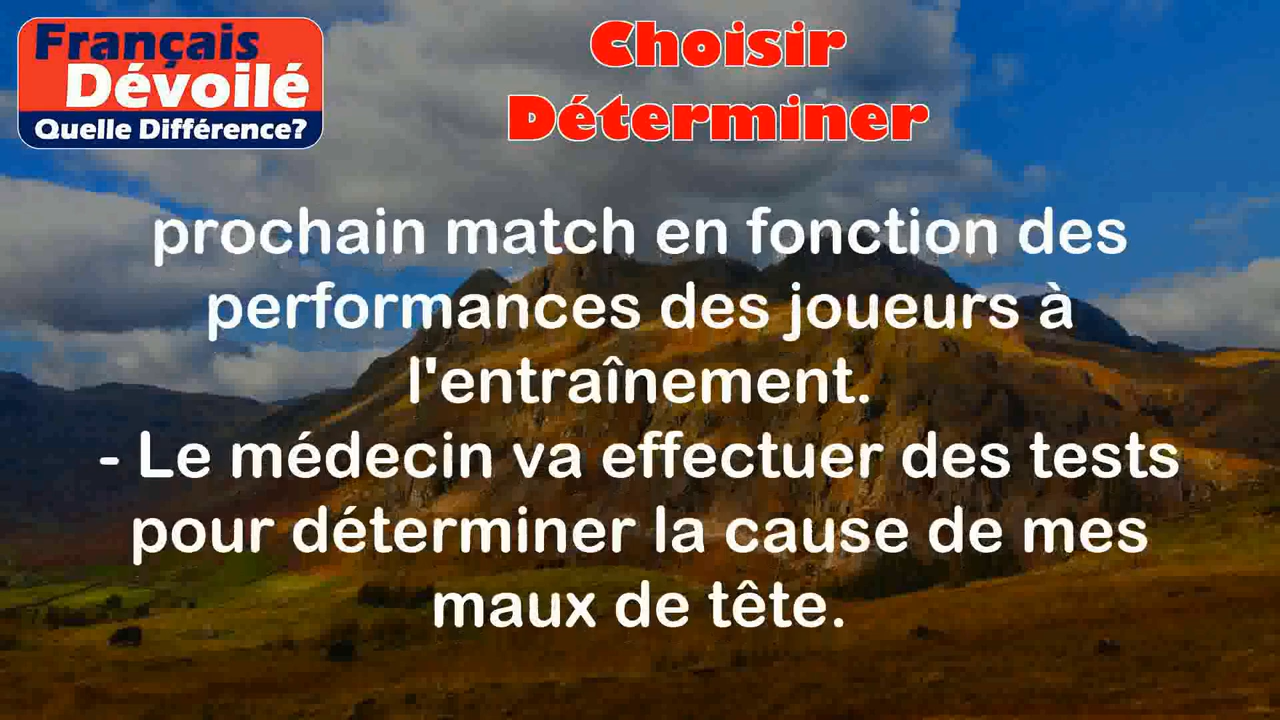 Français
Dévoilé
Quelle Différence?
Choisir
Déterminer
prochain match en fonction des
performances des joueurs à
l'entraînement.
- Le médecin va effectuer des tests
pour déterminer la cause de mes
maux de tête.